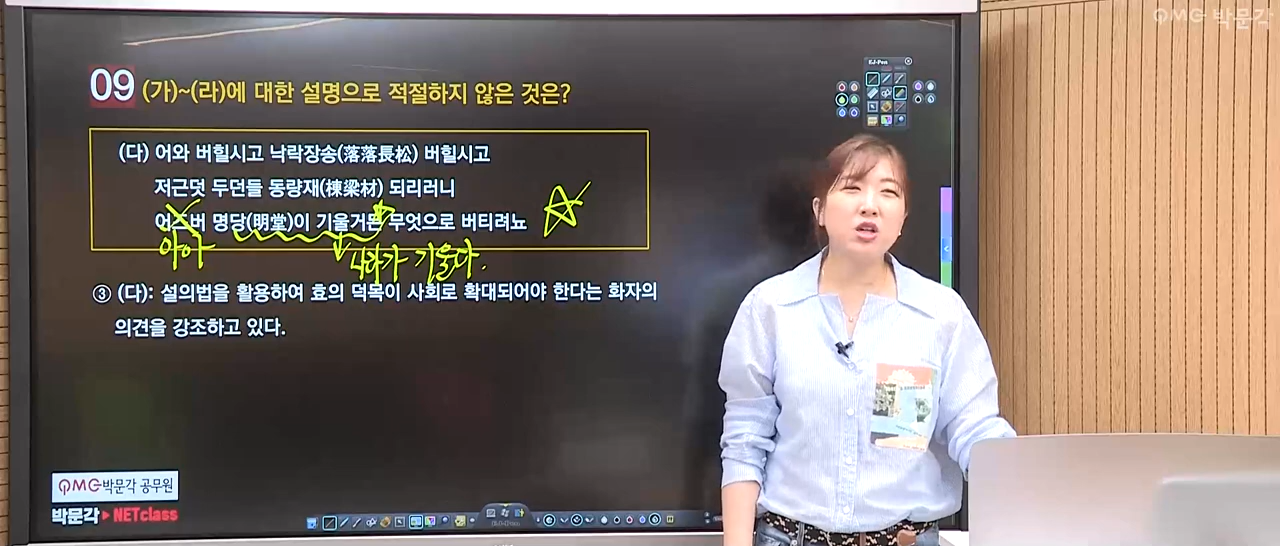 PMG 박문각
EJ-Pen
09 (가)~(라)에 대한 설명으로 적절하지 않은 것은?
(다) 어와 버힐시고 낙락장송(落落長松) 버힐시고
저근덧 두던들 동량재(棟梁材) 되리러니
어즈버 명당(明堂)이 기울거든 무엇으로 버티려뇨
아아
나라가 기울다.
③ (다): 설의법을 활용하여 효의 덕목이 사회로 확대되어야 한다는 화자의
의견을 강조하고 있다.
PMG 박문각 공무원
박문각 NETclass